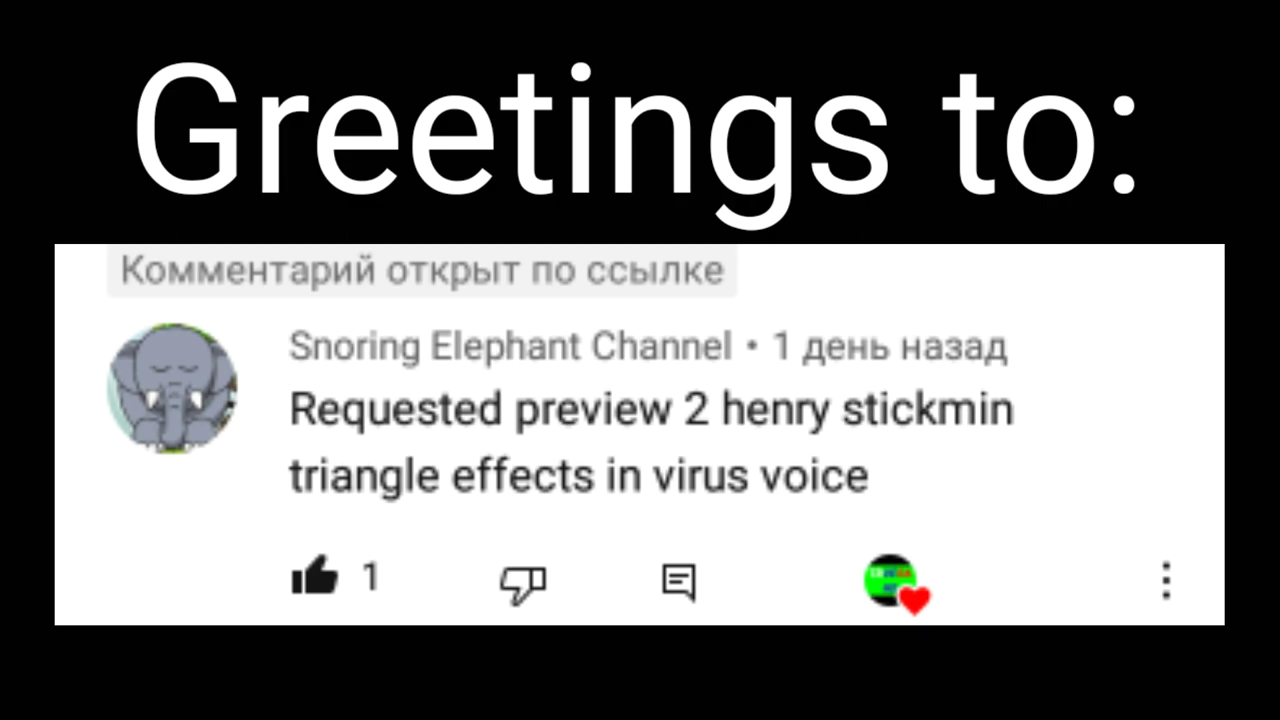 Greetings to:
Комментарий открыт по ссылке
Snoring Elephant Channel • 1 день назад
Requested preview 2 henry stickmin
triangle effects in virus voice
1